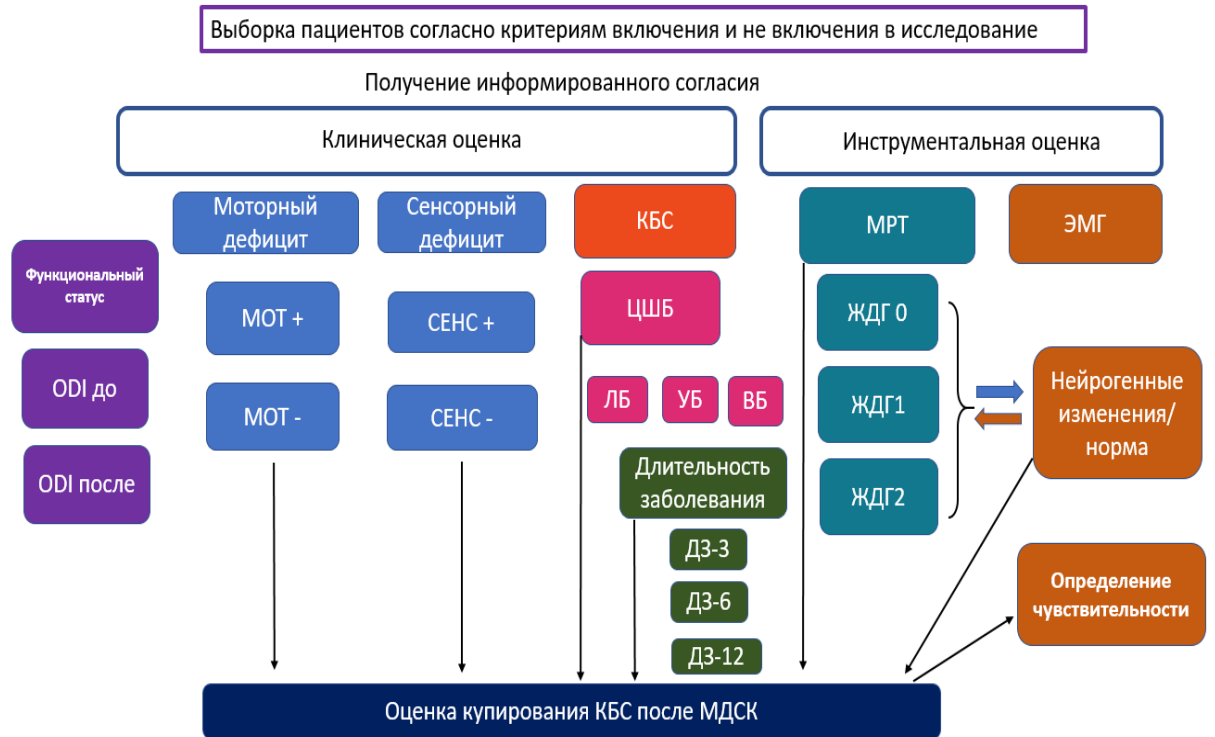 Выборка пациентов согласно критериям включения и не включения в исследование
Получение информированного согласия
Клиническая оценка
Инструментальная оценка
Моторный
дефицит
Сенсорный
дефицит
КБС
МРТ
ЭМГ
Функциональный
статус
МОТ +
СЕНС +
ЦШБ
ЖДГ 0
ODI до
МОТ -
СЕНС -
ЛБ
УБ
ВБ
ЖДГ1
Нейрогенные
изменения/
норма
ODI после
Длительность
заболевания
ЖДГ2
ДЗ-3
ДЗ-6
ДЗ-12
Определение
чувствительности
Оценка купирования КБС после МДСК